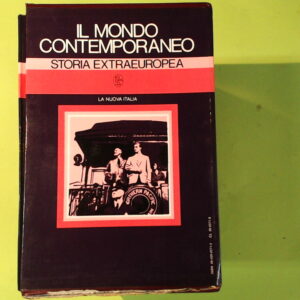 IL MONDO
CONTEMPORANEO
STORIA EXTRAEUROPEA
LA NUOVA ITALIA